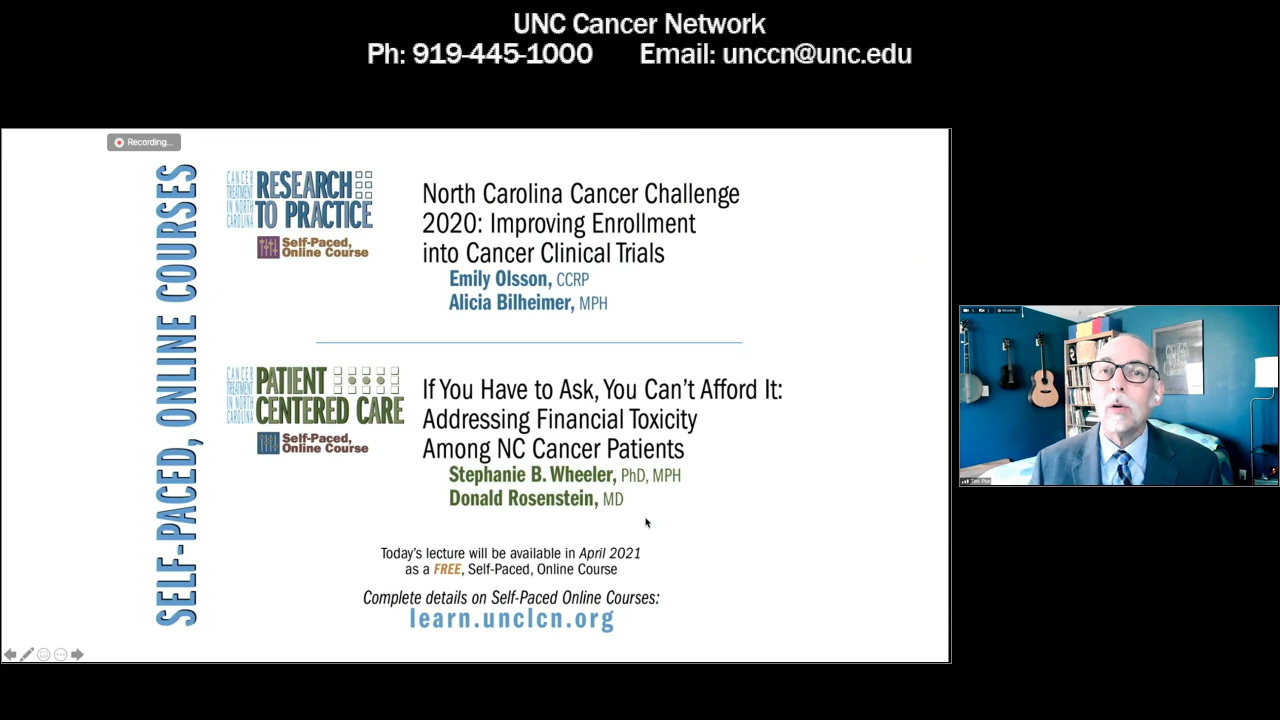 UNC Cancer Network
Ph: 919-445-1000 Email: unccn@unc.edu
Recording...
SELF-PACED, ONLINE COURSES
CANCER
TREATMENT
IN NORTH
CAROLINA
RESEARCH
TO PRACTICE
Self-Paced,
Online Course
North Carolina Cancer Challenge
2020: Improving Enrollment
into Cancer Clinical Trials
Emily Olsson, CCRP
Alicia Bilheimer, MPH
CANCER
TREATMENT
IN NORTH
CAROLINA
PATIENT
CENTERED CARE
Self-Paced,
Online Course
If You Have to Ask, You Can't Afford It:
Addressing Financial Toxicity
Among NC Cancer Patients
Stephanie B. Wheeler, PhD, MPH
Donald Rosenstein, MD
Today's lecture will be available in April 2021
as a FREE, Self-Paced, Online Course
Complete details on Self-Paced Online Courses:
learn.unclcn.org
Recording...
Tim Poe